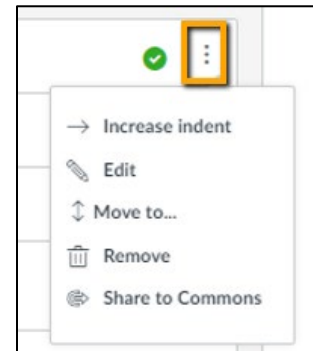 Increase indent
Edit
Move to...
Remove
Share to Commons